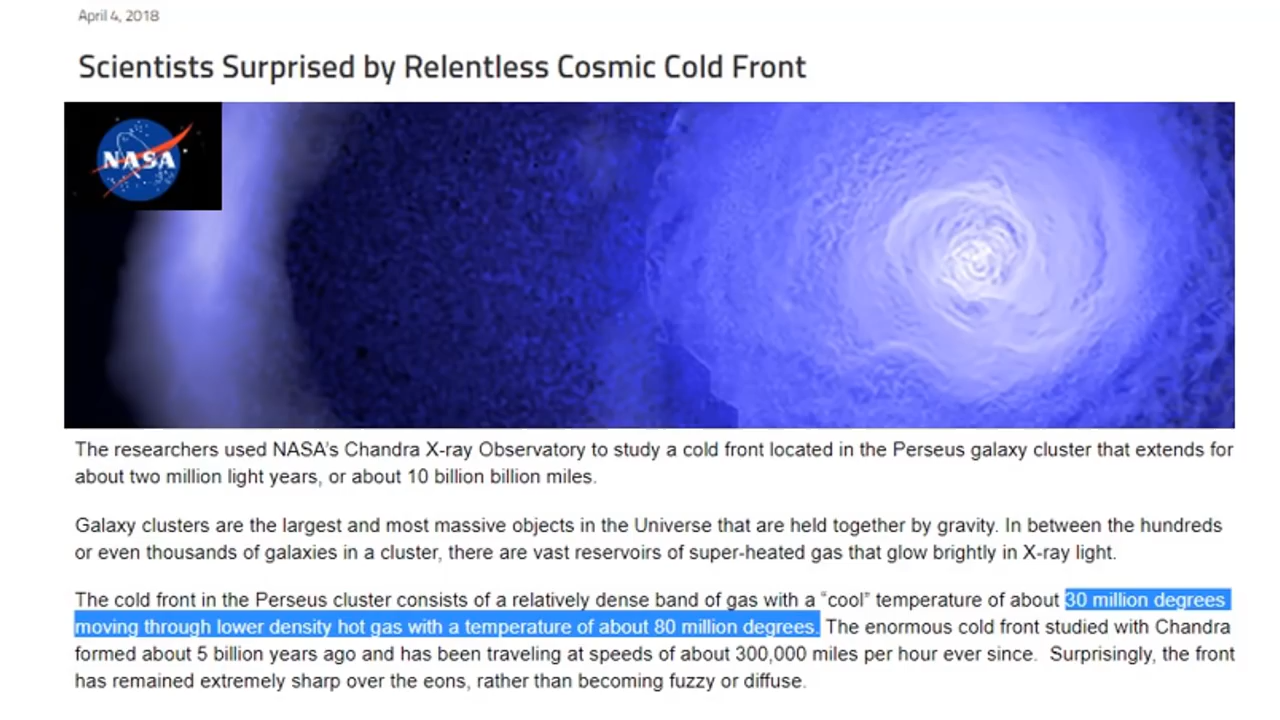 April 4, 2018
Scientists Surprised by Relentless Cosmic Cold Front
NASA
The researchers used NASA’s Chandra X-ray Observatory to study a cold front located in the Perseus galaxy cluster that extends for
about two million light years, or about 10 billion billion miles.
Galaxy clusters are the largest and most massive objects in the Universe that are held together by gravity. In between the hundreds
or even thousands of galaxies in a cluster, there are vast reservoirs of super-heated gas that glow brightly in X-ray light.
The cold front in the Perseus cluster consists of a relatively dense band of gas with a “cool” temperature of about 30 million degrees
moving through lower density hot gas with a temperature of about 80 million degrees. The enormous cold front studied with Chandra
formed about 5 billion years ago and has been traveling at speeds of about 300,000 miles per hour ever since. Surprisingly, the front
has remained extremely sharp over the eons, rather than becoming fuzzy or diffuse.